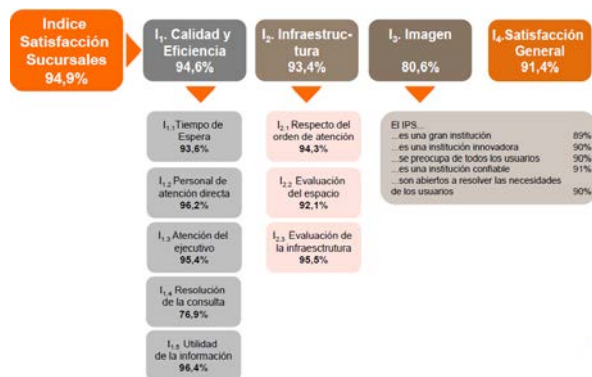 Indice
Satisfacción
Sucursales
94,9%
I₁. Calidad y
Eficiencia
94,6%
I₂. Infraestruc-
tura
93,4%
I₃. Imagen
80,6%
I₄.Satisfacción
General
91,4%
I₁.₁Tiempo de
Espera
93,6%
I₁.₂ Personal de
atención directa
96,2%
I₁.₃ Atención del
ejecutivo
95,4%
I₁.₄ Resolución
de la consulta
76,9%
I₁.₅ Utilidad
de la información
96,4%
I₂.₁ Respecto del
orden de atención
94,3%
I₂.₂ Evaluación
del espacio
92,1%
I₂.₃ Evaluación de
la infraesctrutura
95,5%
El IPS...
...es una gran institución 89%
...es una institución innovadora 90%
...se preocupa de todos los usuarios 90%
...es una institución confiable 91%
...son abiertos a resolver las necesidades
de los usuarios 90%